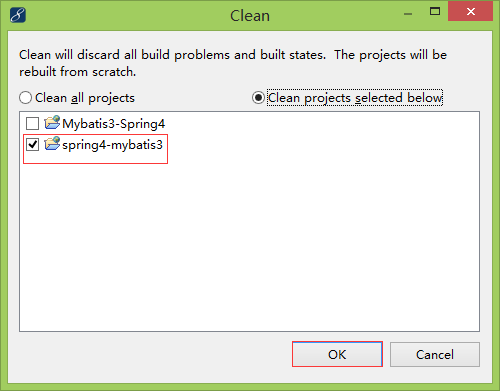 Clean
Clean will discard all build problems and built states. The projects will be
rebuilt from scratch.
Clean all projects
Clean projects selected below
Mybatis3-Spring4
spring4-mybatis3
OK
Cancel